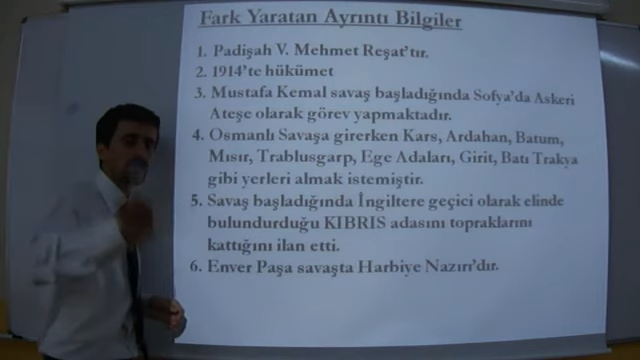 Fark Yaratan Ayrıntı Bilgiler
1. Padişah V. Mehmet Reşat'tır.
2. 1914'te hükümet
3. Mustafa Kemal savaş başladığında Sofya'da Askeri
Ateşe olarak görev yapmaktadır.
4. Osmanlı Savaşa girerken Kars, Ardahan, Batum,
Mısır, Trablusgarp, Ege Adaları, Girit, Batı Trakya
gibi yerleri almak istemiştir.
5. Savaş başladığında İngiltere geçici olarak elinde
bulundurduğu KIBRIS adasını topraklarını
kattığını ilan etti.
6. Enver Paşa savaşta Harbiye Nazırı'dır.